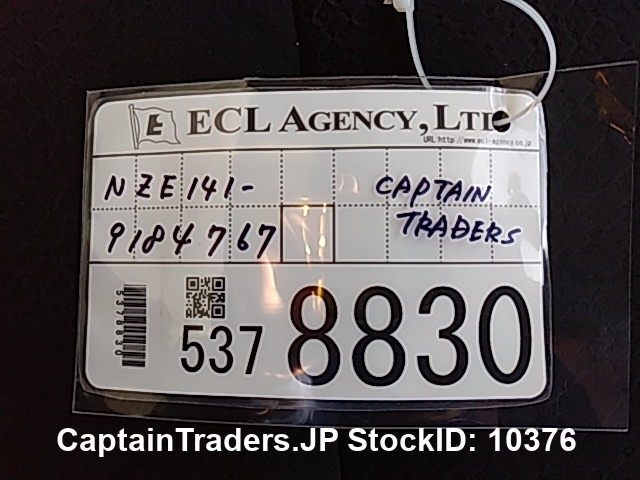 E ECL AGENCY, LTD
URL:http://www.ecl-agency.co.jp
NZE141- CAPTAIN
9184767 TRADERS
5378830
537 8830
CaptainTraders.JP StockID: 10376